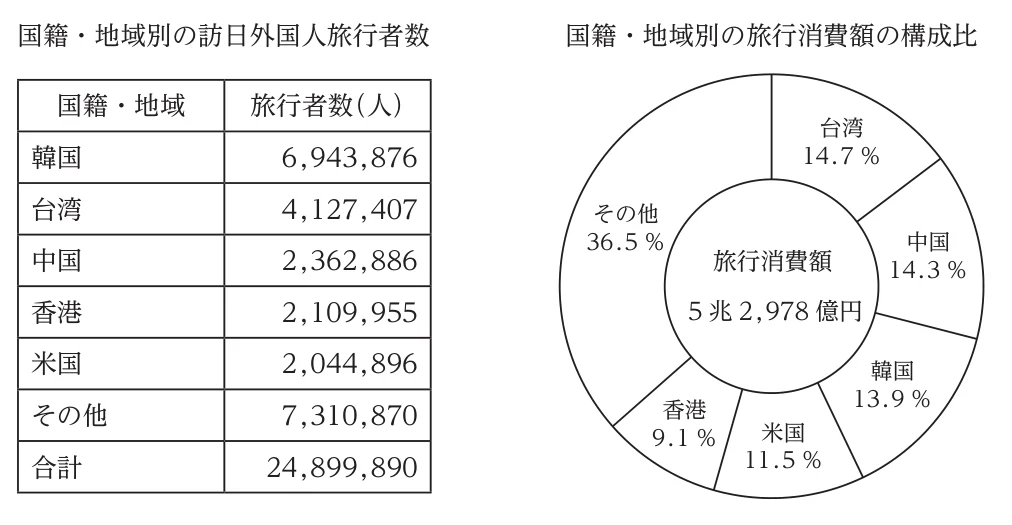 国籍・地域別の訪日外国人旅行者数
国籍・地域 旅行者数(人)
韓国 6,943,876
台湾 4,127,407
中国 2,362,886
香港 2,109,955
米国 2,044,896
その他 7,310,870
合計 24,899,890
国籍・地域別の旅行消費額の構成比
台湾
14.7 %
中国
14.3 %
韓国
13.9 %
米国
11.5 %
香港
9.1 %
その他
36.5 %
旅行消費額
5 兆 2,978 億円